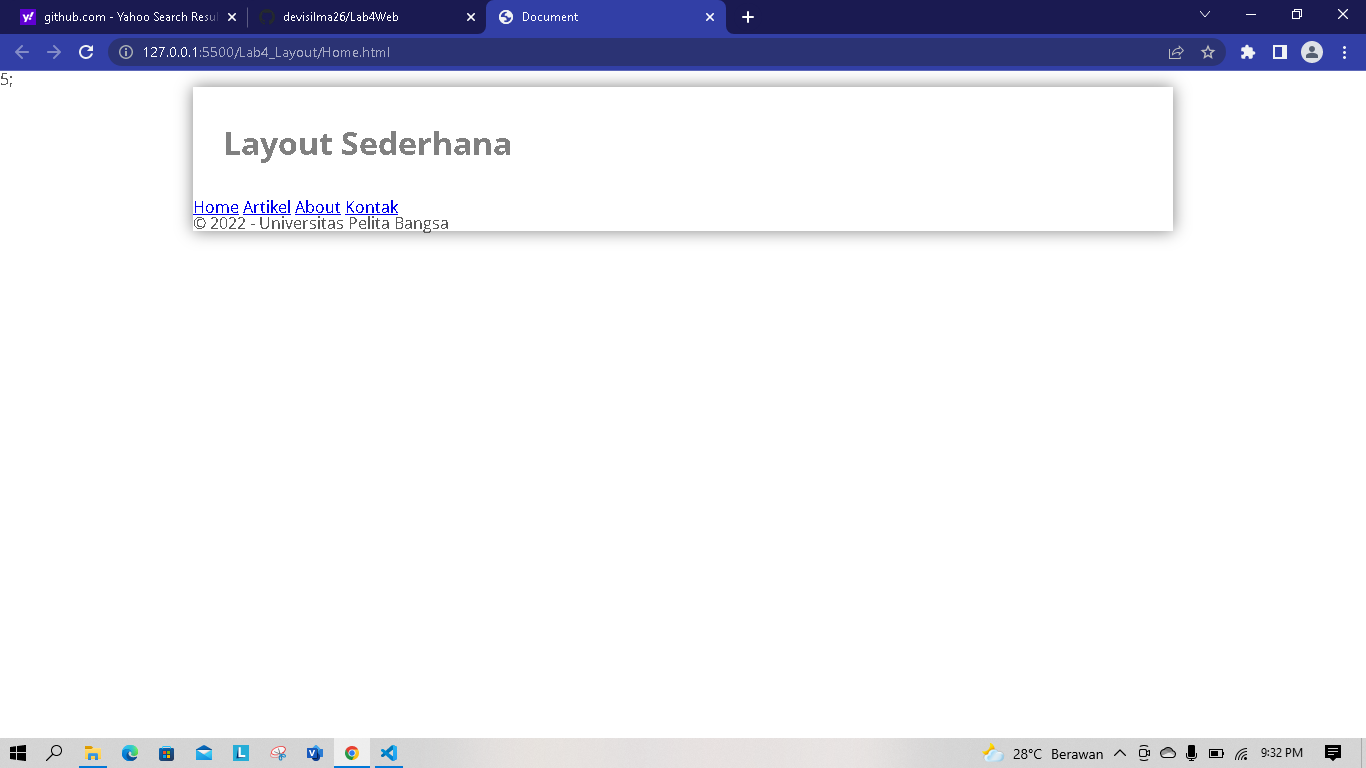 github.com - Yahoo Search Resul
devisilma26/Lab4Web
Document
127.0.0.1:5500/Lab4_Layout/Home.html
5;
Layout Sederhana
Home Artikel About Kontak
© 2022 - Universitas Pelita Bangsa
28°C Berawan
9:32 PM